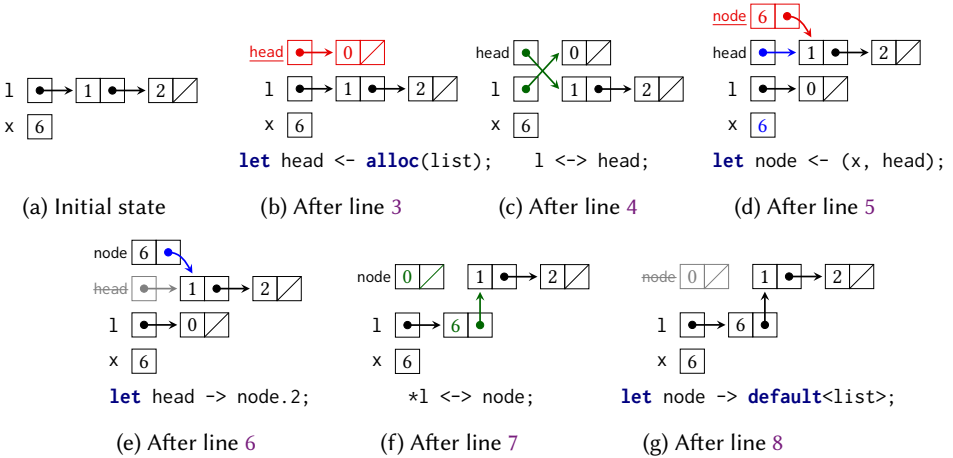 l 1 2
x 6
(a) Initial state
head 0
l 1 2
x 6
let head <- alloc(list);
(b) After line 3
head 0
l 1 2
x 6
l <-> head;
(c) After line 4
node 6
head 1 2
l 0
x 6
let node <- (x, head);
(d) After line 5
node 6
head 1 2
l 0
x 6
let head -> node.2;
(e) After line 6
node 0 1 2
l 6
x 6
*l <-> node;
(f) After line 7
node 0 1 2
l 6
x 6
let node -> default<list>;
(g) After line 8